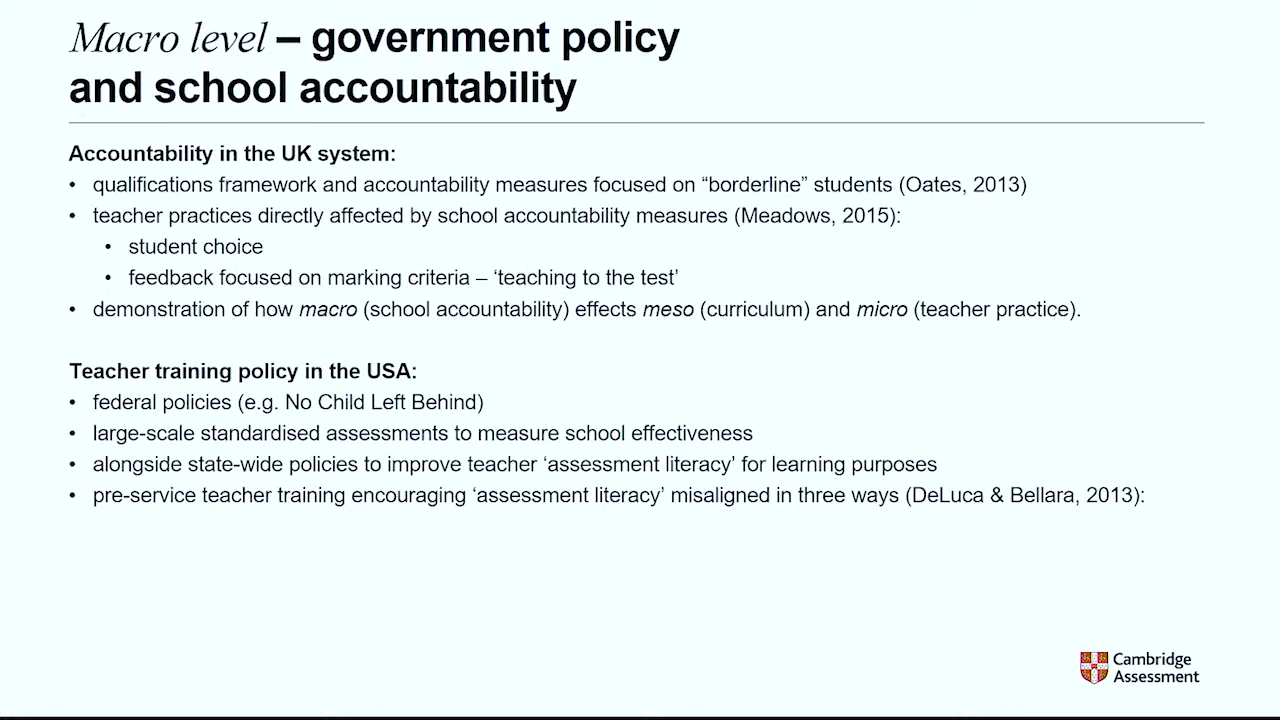 Macro level – government policy
and school accountability
Accountability in the UK system:
• qualifications framework and accountability measures focused on “borderline” students (Oates, 2013)
• teacher practices directly affected by school accountability measures (Meadows, 2015):
• student choice
• feedback focused on marking criteria – ‘teaching to the test’
• demonstration of how macro (school accountability) effects meso (curriculum) and micro (teacher practice).
Teacher training policy in the USA:
• federal policies (e.g. No Child Left Behind)
• large-scale standardised assessments to measure school effectiveness
• alongside state-wide policies to improve teacher ‘assessment literacy’ for learning purposes
• pre-service teacher training encouraging ‘assessment literacy’ misaligned in three ways (DeLuca & Bellara, 2013):
Cambridge
Assessment